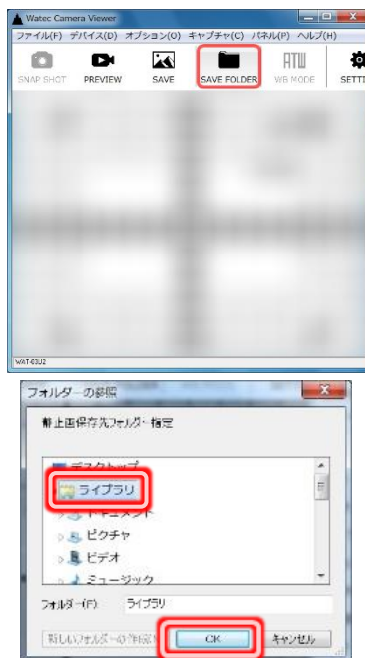 Watec Camera Viewer
ファイル(F) デバイス(D) オプション(O) キャプチャ(C) パネル(P) ヘルプ(H)
SNAP SHOT PREVIEW SAVE SAVE FOLDER ATW WB MODE SETTI
WAT-03U2
フォルダーの参照
静止画保存先フォルダー指定
デスクトップ
ライブラリ
ドキュメント
ピクチャ
ビデオ
ミュージック
フォルダー(F): ライブラリ
新しいフォルダーの作成(N) OK キャンセル